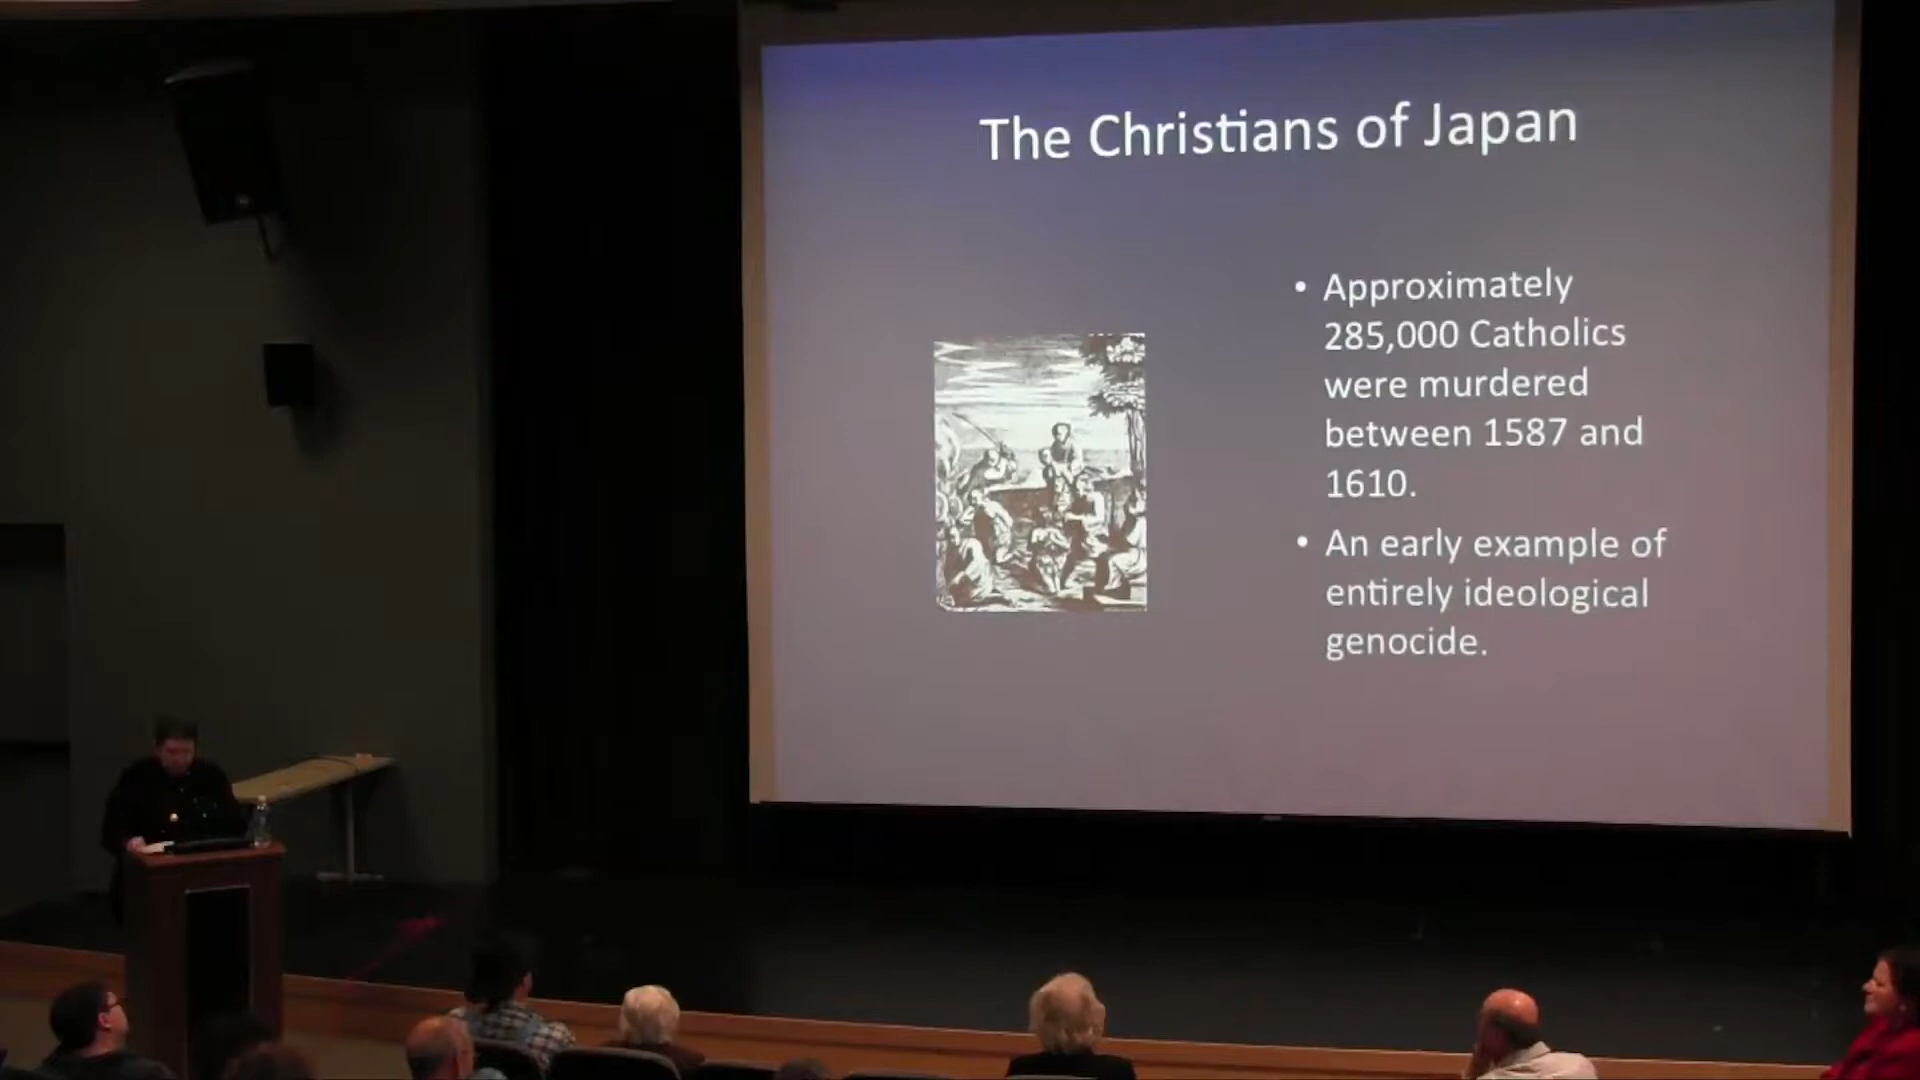 The Christians of Japan
• Approximately
285,000 Catholics
were murdered
between 1587 and
1610.
• An early example of
entirely ideological
genocide.